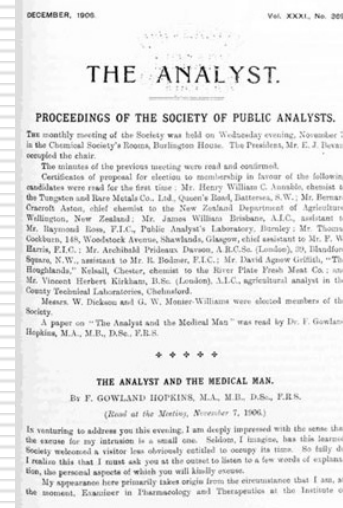 DECEMBER, 1906.
Vol. XXXI., No. 369
THE ANALYST.
PROCEEDINGS OF THE SOCIETY OF PUBLIC ANALYSTS.
THE monthly meeting of the Society was held on Wednesday evening, November 7
in the Chemical Society's Rooms, Burlington House. The President, Mr. E. J. Bevan
occupied the chair.
The minutes of the previous meeting were read and confirmed.
Certificates of proposal for election to membership in favour of the following
candidates were read for the first time: Mr. Henry William C. Annable, chemist to
the Tungsten and Rare Metals Co., Ltd., Queen's Road, Battersea, S.W.; Mr. Bernar
Cracroft Aston, chief chemist to the New Zealand Department of Agriculture
Wellington, New Zealand; Mr. James William Brisbane, A.I.C., assistant t
Mr. Raymond Ross, F.I.C., Public Analyst's Laboratory, Burnley; Mr. Thoma
Cockburn, 148, Woodstock Avenue, Shawlands, Glasgow, chief assistant to Mr. F. W
Harris, F.I.C.; Mr. Archibald Prideaux Davson, A.R.C.Sc. (London), 39, Blandfor
Square, N.W., assistant to Mr. R. Bodmer, F.I.C.; Mr. David Agnew Griffith, "Th
Houghlands," Kelsall, Chester, chemist to the River Plate Fresh Meat Co.; an
Mr. Vincent Herbert Kirkham, B.Sc. (London), A.I.C., agricultural analyst in th
County Technical Laboratories, Chelmsford.
Messrs. W. Dickson and G. W. Monier-Williams were elected members of th
Society.
A paper on "The Analyst and the Medical Man" was read by Dr. F. Gowlan
Hopkins, M.A., M.B., D.Sc., F.R.S.
THE ANALYST AND THE MEDICAL MAN.
BY F. GOWLAND HOPKINS, M.A., M.B., D.Sc., F.R.S.
(Read at the Meeting, November 7, 1906.)
IN venturing to address you this evening, I am deeply impressed with the sense tha
the excuse for my intrusion is a small one. Seldom, I imagine, has this learned
Society welcomed a visitor less obviously entitled to occupy its time. So fully do
I realize this that I must ask you at the outset to listen to a few words of explana
tion, the personal aspects of which you will kindly excuse.
My appearance here primarily takes origin from the circumstance that I am, a
the moment, Examiner in Pharmacology and Therapeutics at the Institute o